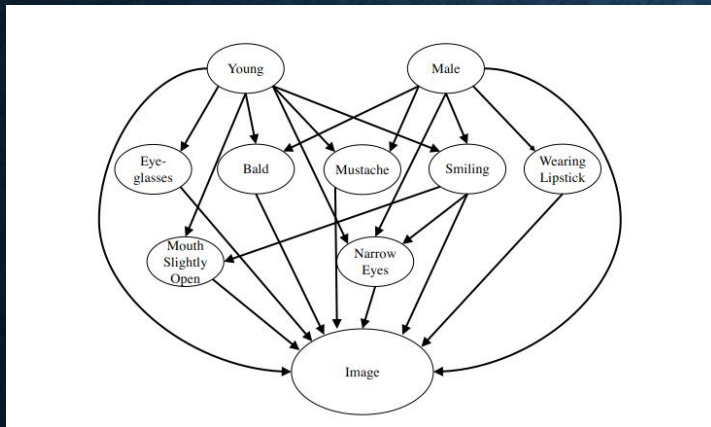 Young
Male
Eye-
glasses
Bald
Mustache
Smiling
Wearing
Lipstick
Mouth
Slightly
Open
Narrow
Eyes
Image